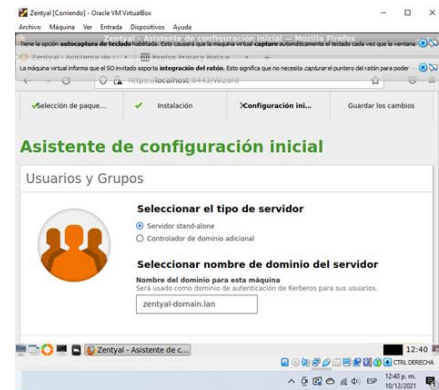 Zentyal [Corriendo] - Oracle VM VirtualBox
Archivo Máquina Ver Entrada Dispositivos Ayuda
Zentyal - Asistente de configuración inicial — Mozilla Firefox
Tiene la opción autocaptura de teclado habilitada. Esto causará que la máquina virtual capture automáticamente el teclado cada vez que la ventana
Firefox Privacy Notice
La máquina virtual informa que el SO invitado soporta integración del ratón. Esto significa que no necesita capturar el puntero del ratón para poder
https://localhost:8443/Wizard
Selección de paque...
Instalación
Configuración ini...
Guardar los cambios
Asistente de configuración inicial
Usuarios y Grupos
Seleccionar el tipo de servidor
Servidor stand-alone
Controlador de dominio adicional
Seleccionar nombre de dominio del servidor
Nombre del dominio para esta máquina
Será usado como dominio de autenticación de Kerberos para sus usuarios.
zentyal-domain.lan
Zentyal - Asistente de c...
12:40
CTRL DERECHA
ESP
12:40 p. m.
10/12/2021